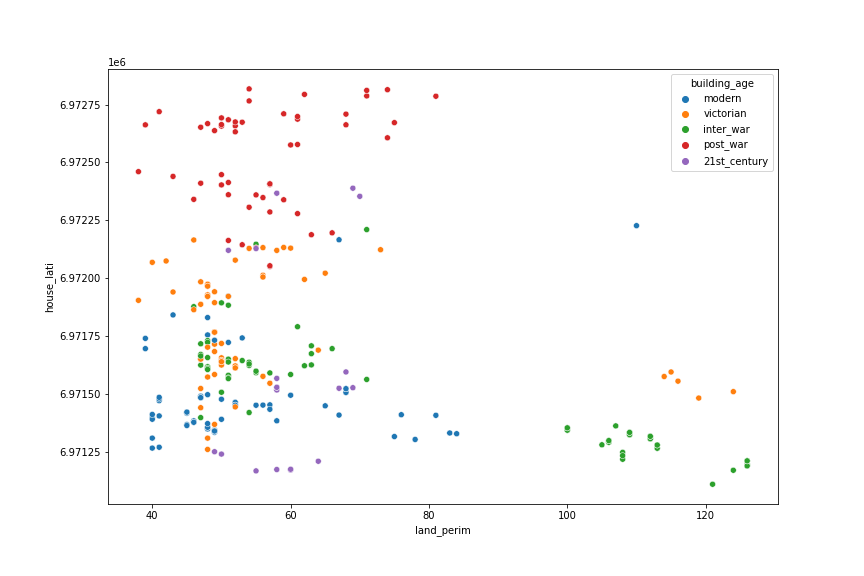 1e6
building_age
modern
victorian
inter_war
post_war
21st_century
6.97275
6.97250
6.97225
6.97200
6.97175
6.97150
6.97125
house_lati
40 60 80 100 120
land_perim